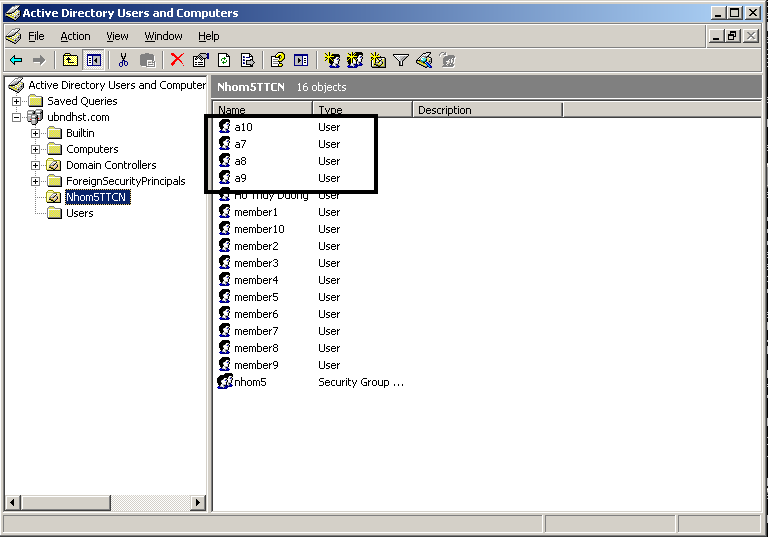 Active Directory Users and Computers
File Action View Window Help
Active Directory Users and Computer
Saved Queries
ubndhst.com
Builtin
Computers
Domain Controllers
ForeignSecurityPrincipals
Nhom5TTCN
Users
Nhom5TTCN 16 objects
Name Type Description
a10 User
a7 User
a8 User
a9 User
Ho Thuy Duong User
member1 User
member10 User
member2 User
member3 User
member4 User
member5 User
member6 User
member7 User
member8 User
member9 User
nhom5 Security Group ...